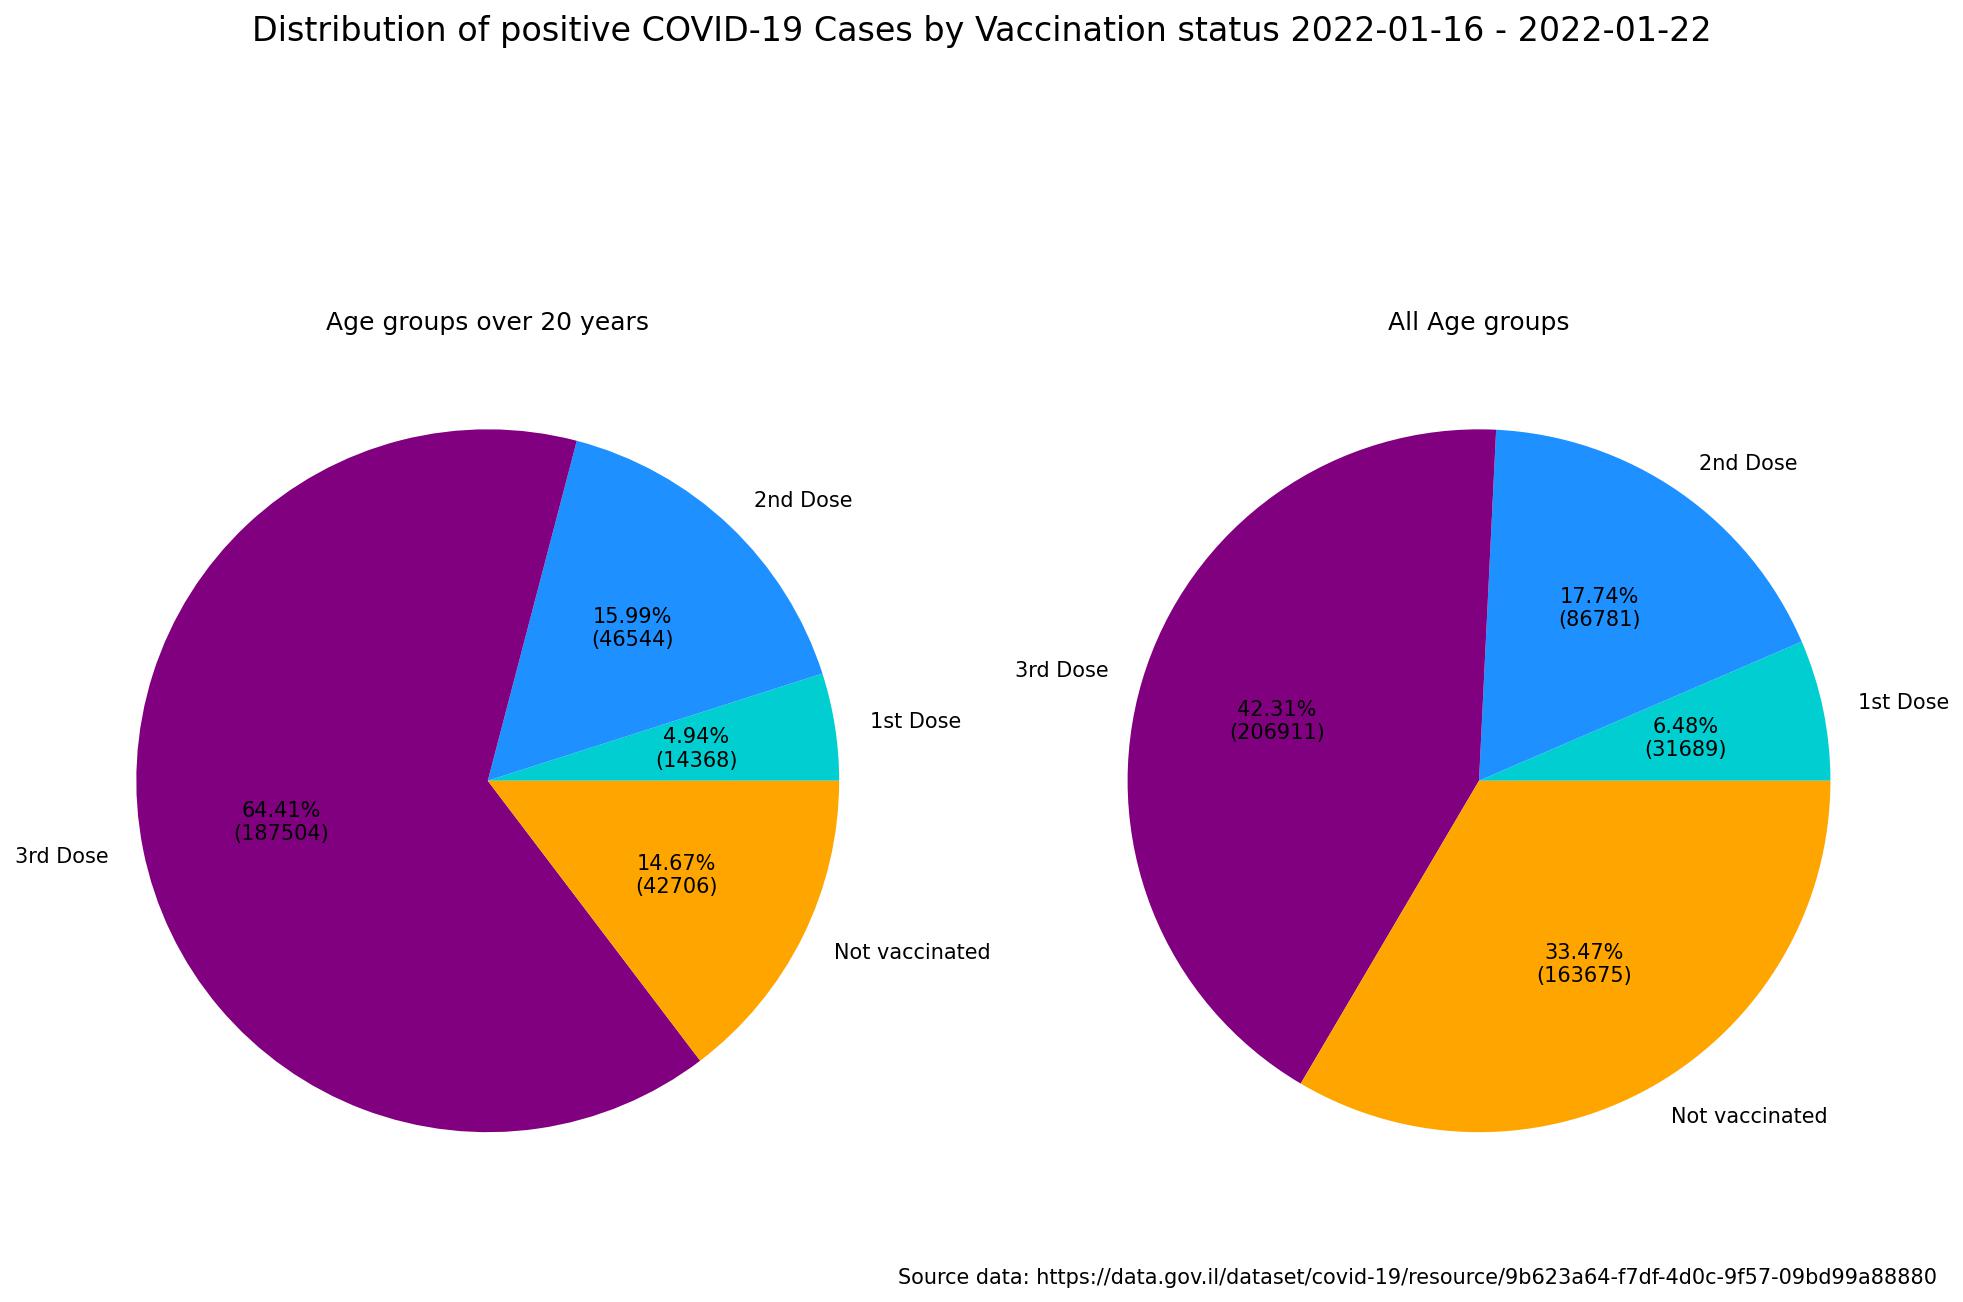 Distribution of positive COVID-19 Cases by Vaccination status 2022-01-16 - 2022-01-22
Age groups over 20 years
2nd Dose
15.99%
(46544)
1st Dose
4.94%
(14368)
64.41%
(187504)
3rd Dose
14.67%
(42706)
Not vaccinated
All Age groups
2nd Dose
17.74%
(86781)
3rd Dose
42.31%
(206911)
1st Dose
6.48%
(31689)
33.47%
(163675)
Not vaccinated
Source data: https://data.gov.il/dataset/covid-19/resource/9b623a64-f7df-4d0c-9f57-09bd99a88880